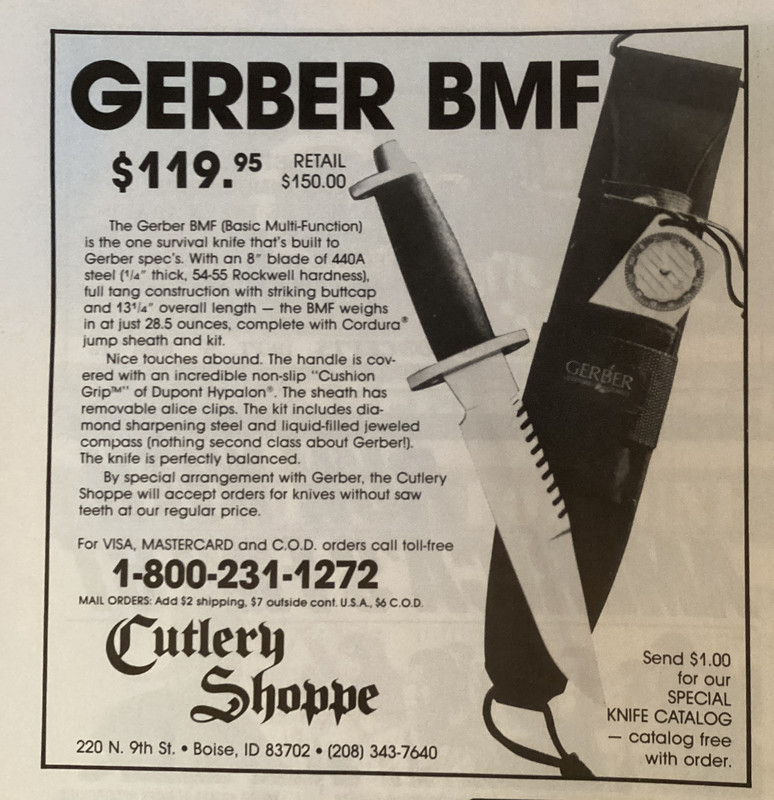 GERBER BMF
$119.95 RETAIL
$150.00
The Gerber BMF (Basic Multi-Function)
is the one survival knife that's built to
Gerber spec's. With an 8" blade of 440A
steel (1/4" thick, 54-55 Rockwell hardness),
full tang construction with striking buttcap
and 13 1/4" overall length — the BMF weighs
in at just 28.5 ounces, complete with Cordura®
jump sheath and kit.
Nice touches abound. The handle is cov-
ered with an incredible non-slip "Cushion
Grip™" of Dupont Hypalon®. The sheath has
removable alice clips. The kit includes dia-
mond sharpening steel and liquid-filled jeweled
compass (nothing second class about Gerber!).
The knife is perfectly balanced.
By special arrangement with Gerber, the Cutlery
Shoppe will accept orders for knives without saw
teeth at our regular price.
For VISA, MASTERCARD and C.O.D. orders call toll-free
1-800-231-1272
MAIL ORDERS: Add $2 shipping, $7 outside cont. U.S.A., $6 C.O.D.
Cutlery
Shoppe
220 N. 9th St. • Boise, ID 83702 • (208) 343-7640
GERBER
Send $1.00
for our
SPECIAL
KNIFE CATALOG
— catalog free
with order.